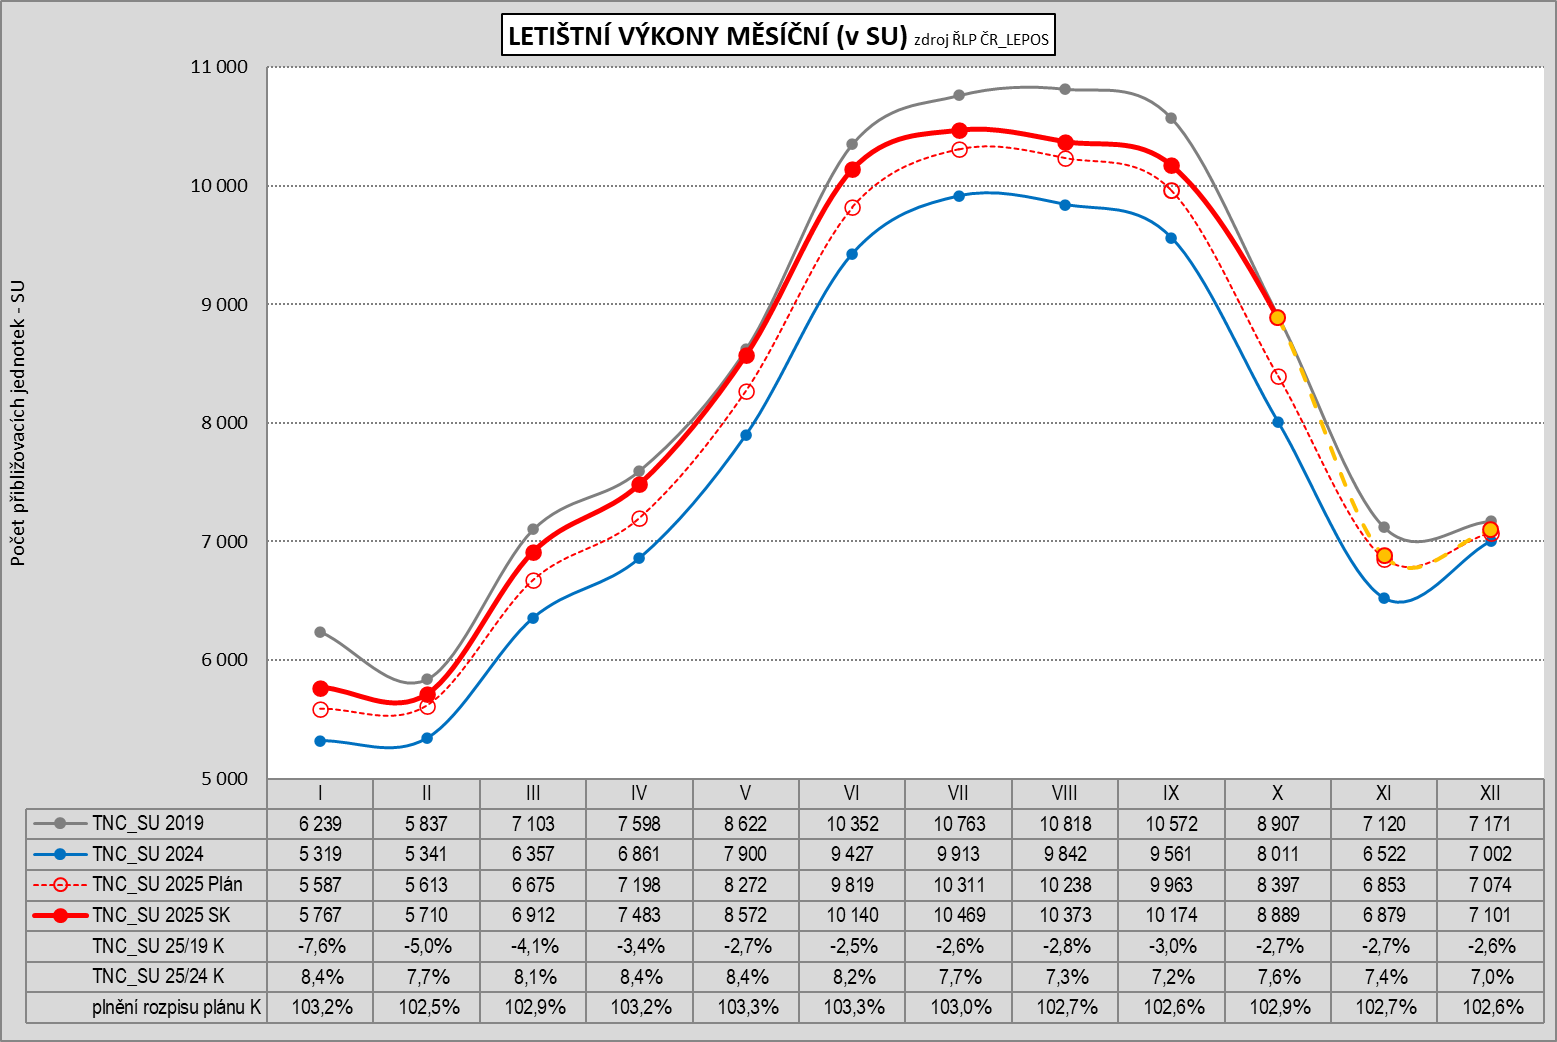 LETIŠTNÍ VÝKONY MĚSÍČNÍ (v SU) zdroj ŘLP ČR_LEPOS
Počet přibližovacích jednotek - SU
11 000
10 000
9 000
8 000
7 000
6 000
5 000
I II III IV V VI VII VIII IX X XI XII
TNC_SU 2019 6 239 5 837 7 103 7 598 8 622 10 352 10 763 10 818 10 572 8 907 7 120 7 171
TNC_SU 2024 5 319 5 341 6 357 6 861 7 900 9 427 9 913 9 842 9 561 8 011 6 522 7 002
TNC_SU 2025 Plán 5 587 5 613 6 675 7 198 8 272 9 819 10 311 10 238 9 963 8 397 6 853 7 074
TNC_SU 2025 SK 5 767 5 710 6 912 7 483 8 572 10 140 10 469 10 373 10 174 8 889 6 879 7 101
TNC_SU 25/19 K -7,6% -5,0% -4,1% -3,4% -2,7% -2,5% -2,6% -2,8% -3,0% -2,7% -2,7% -2,6%
TNC_SU 25/24 K 8,4% 7,7% 8,1% 8,4% 8,4% 8,2% 7,7% 7,3% 7,2% 7,6% 7,4% 7,0%
plnění rozpisu plánu K 103,2% 102,5% 102,9% 103,2% 103,3% 103,3% 103,0% 102,7% 102,6% 102,9% 102,7% 102,6%